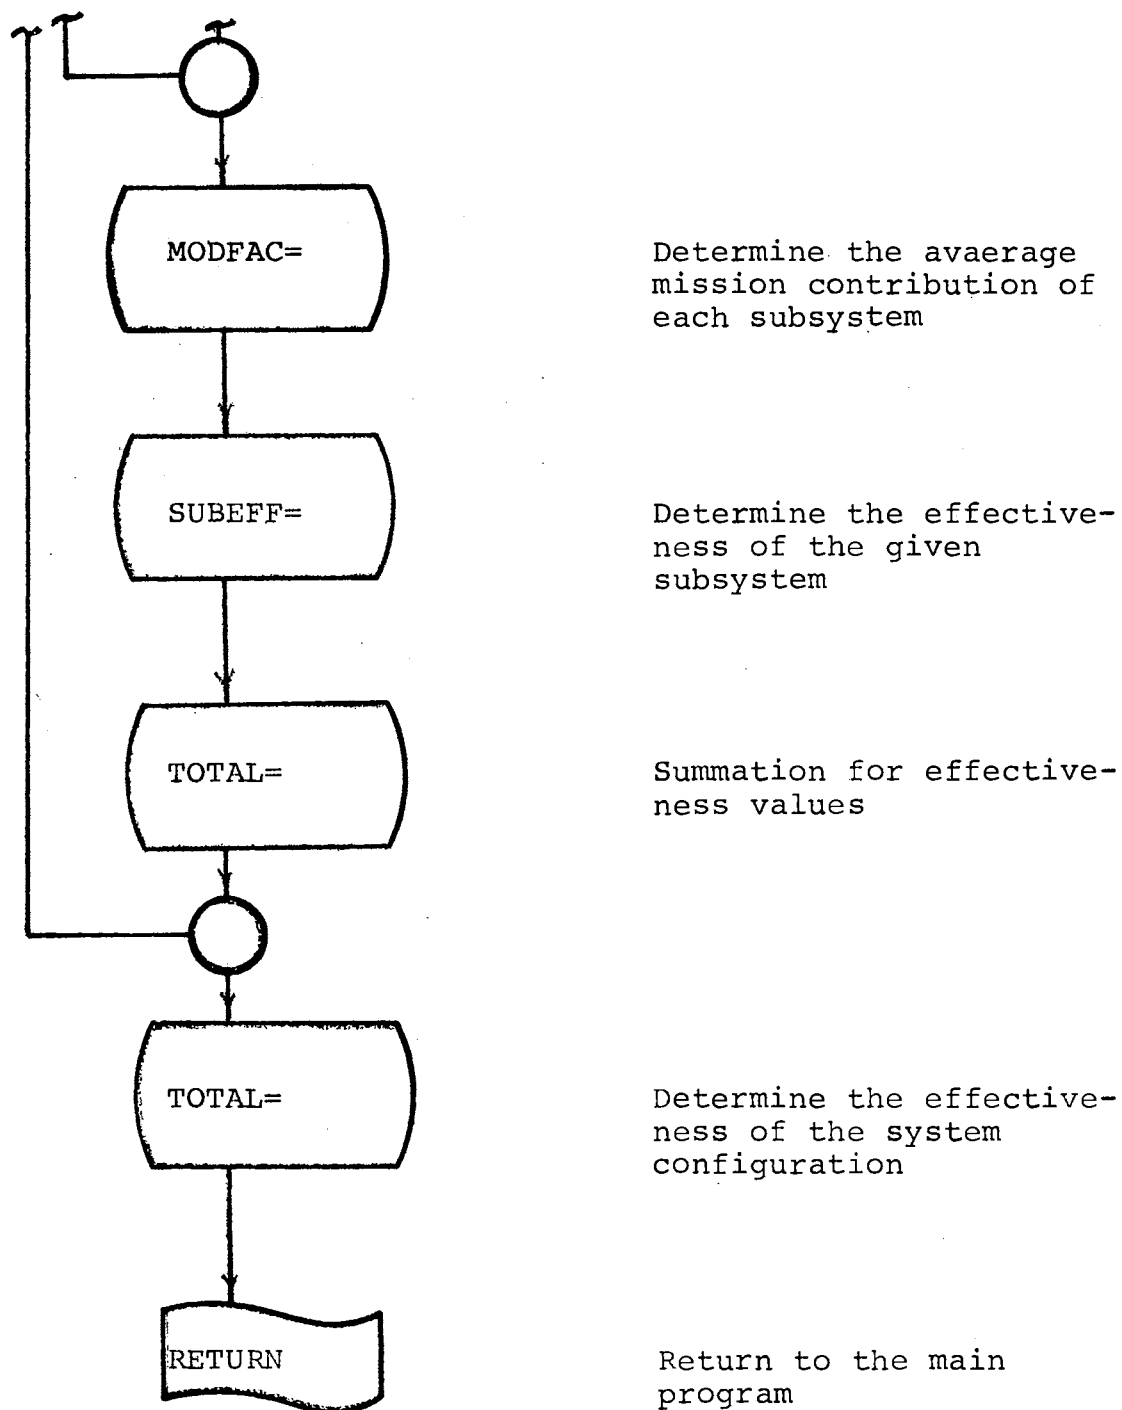 MODFAC=
Determine the avaerage
mission contribution of
each subsystem
SUBEFF=
Determine the effective-
ness of the given
subsystem
TOTAL=
Summation for effective-
ness values
TOTAL=
Determine the effective-
ness of the system
configuration
RETURN
Return to the main
program